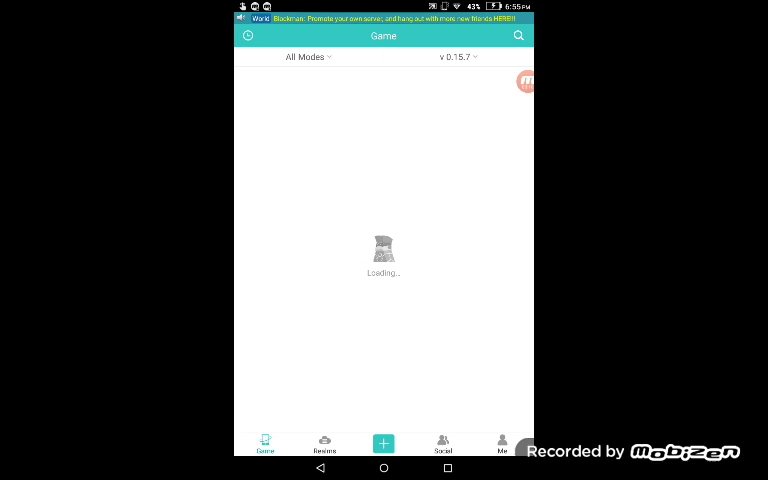 43% 6:55PM
World Blockman: Promote your own server, and hang out with more new friends HERE!!!
Game
All Modes v 0.15.7
Loading...
Game Realms Social Me
Recorded by Mobizen